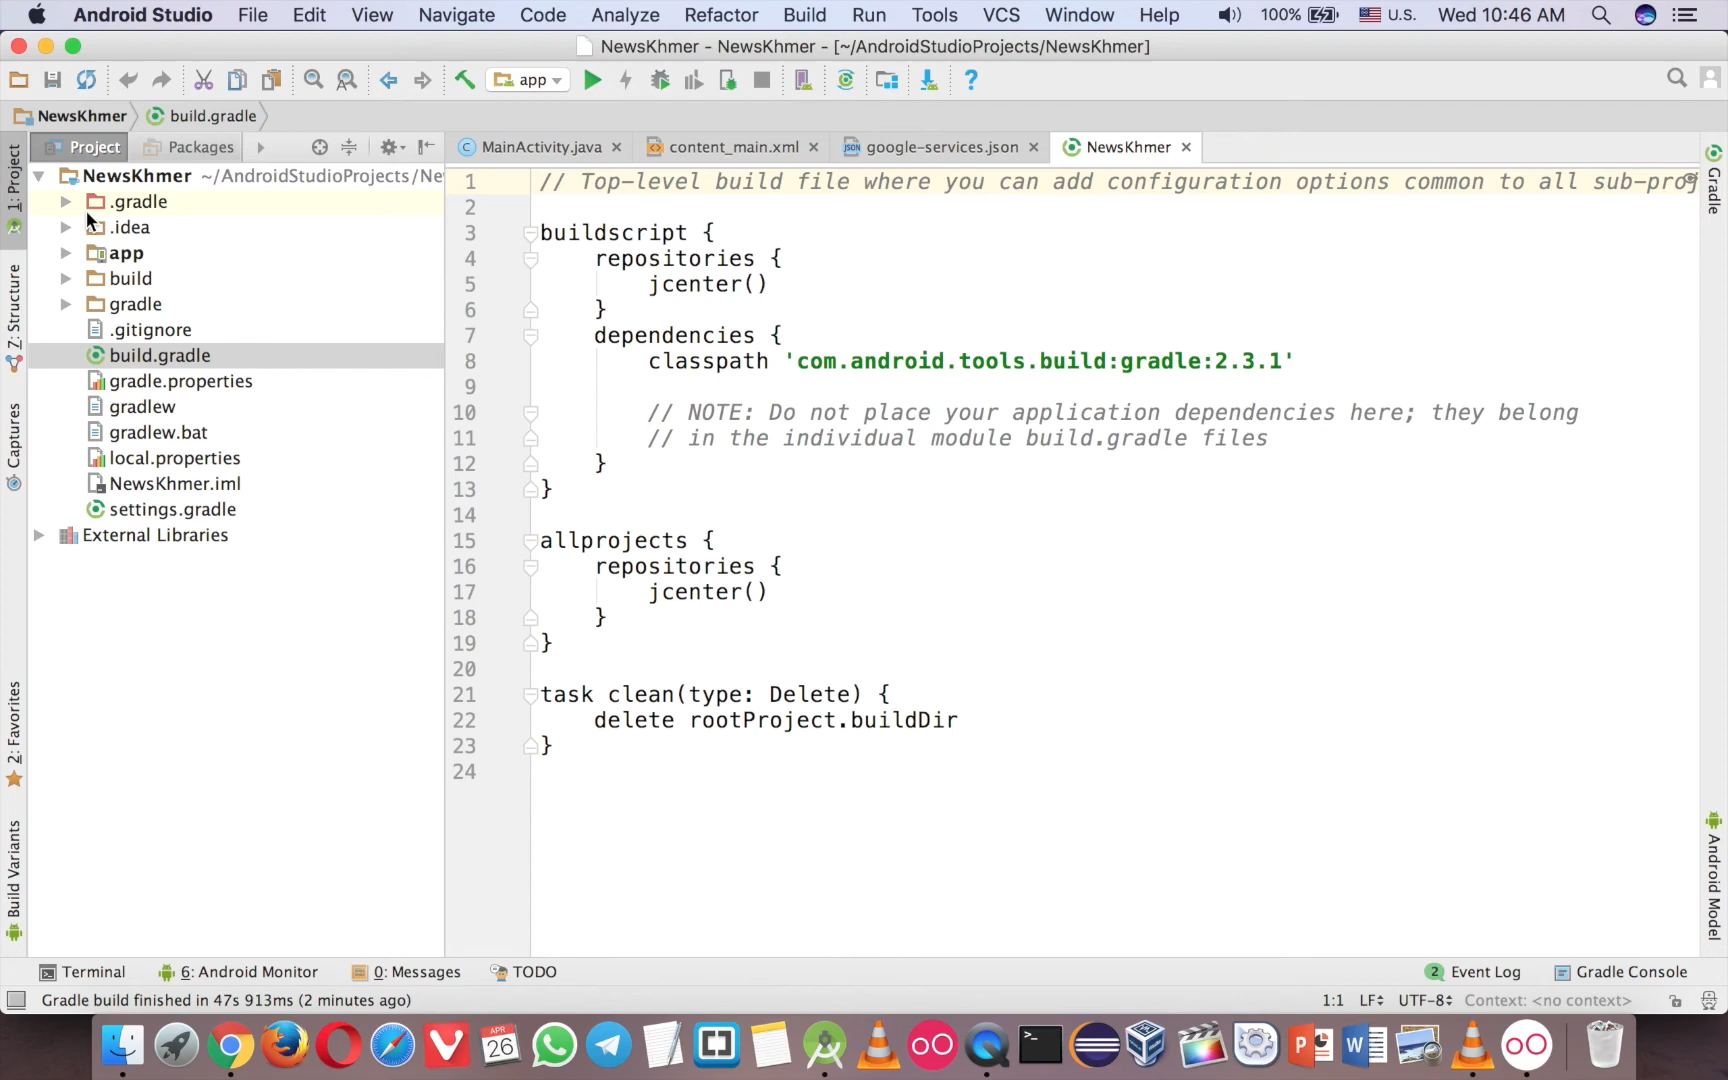 Android Studio File Edit View Navigate Code Analyze Refactor Build Run Tools VCS Window Help 100% U.S. Wed 10:46 AM
NewsKhmer - NewsKhmer - [~/AndroidStudioProjects/NewsKhmer]
app
NewsKhmer build.gradle
Project Packages
MainActivity.java content_main.xml google-services.json NewsKhmer
1: Project
Z: Structure
Captures
2: Favorites
Build Variants
NewsKhmer ~/AndroidStudioProjects/Ne
.gradle
.idea
app
build
gradle
.gitignore
build.gradle
gradle.properties
gradlew
gradlew.bat
local.properties
NewsKhmer.iml
settings.gradle
External Libraries
1 // Top-level build file where you can add configuration options common to all sub-proj
2
3 buildscript {
4 repositories {
5 jcenter()
6 }
7 dependencies {
8 classpath 'com.android.tools.build:gradle:2.3.1'
9
10 // NOTE: Do not place your application dependencies here; they belong
11 // in the individual module build.gradle files
12 }
13 }
14
15 allprojects {
16 repositories {
17 jcenter()
18 }
19 }
20
21 task clean(type: Delete) {
22 delete rootProject.buildDir
23 }
24
Gradle
Android Model
Terminal 6: Android Monitor 0: Messages TODO 2 Event Log Gradle Console
Gradle build finished in 47s 913ms (2 minutes ago) 1:1 LF UTF-8 Context: <no context>
APR
26
P
W